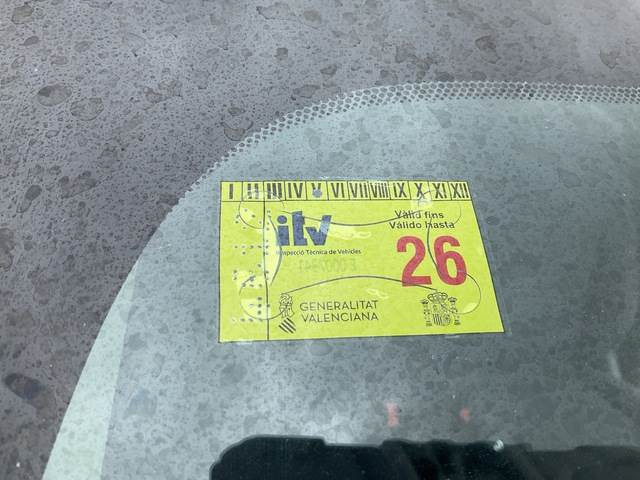 I II III IV V VI VII VIII IX X XI XII
itv
Inspecció Tècnica de Vehicles
Vàlid fins
Válido hasta
26
GENERALITAT
VALENCIANA